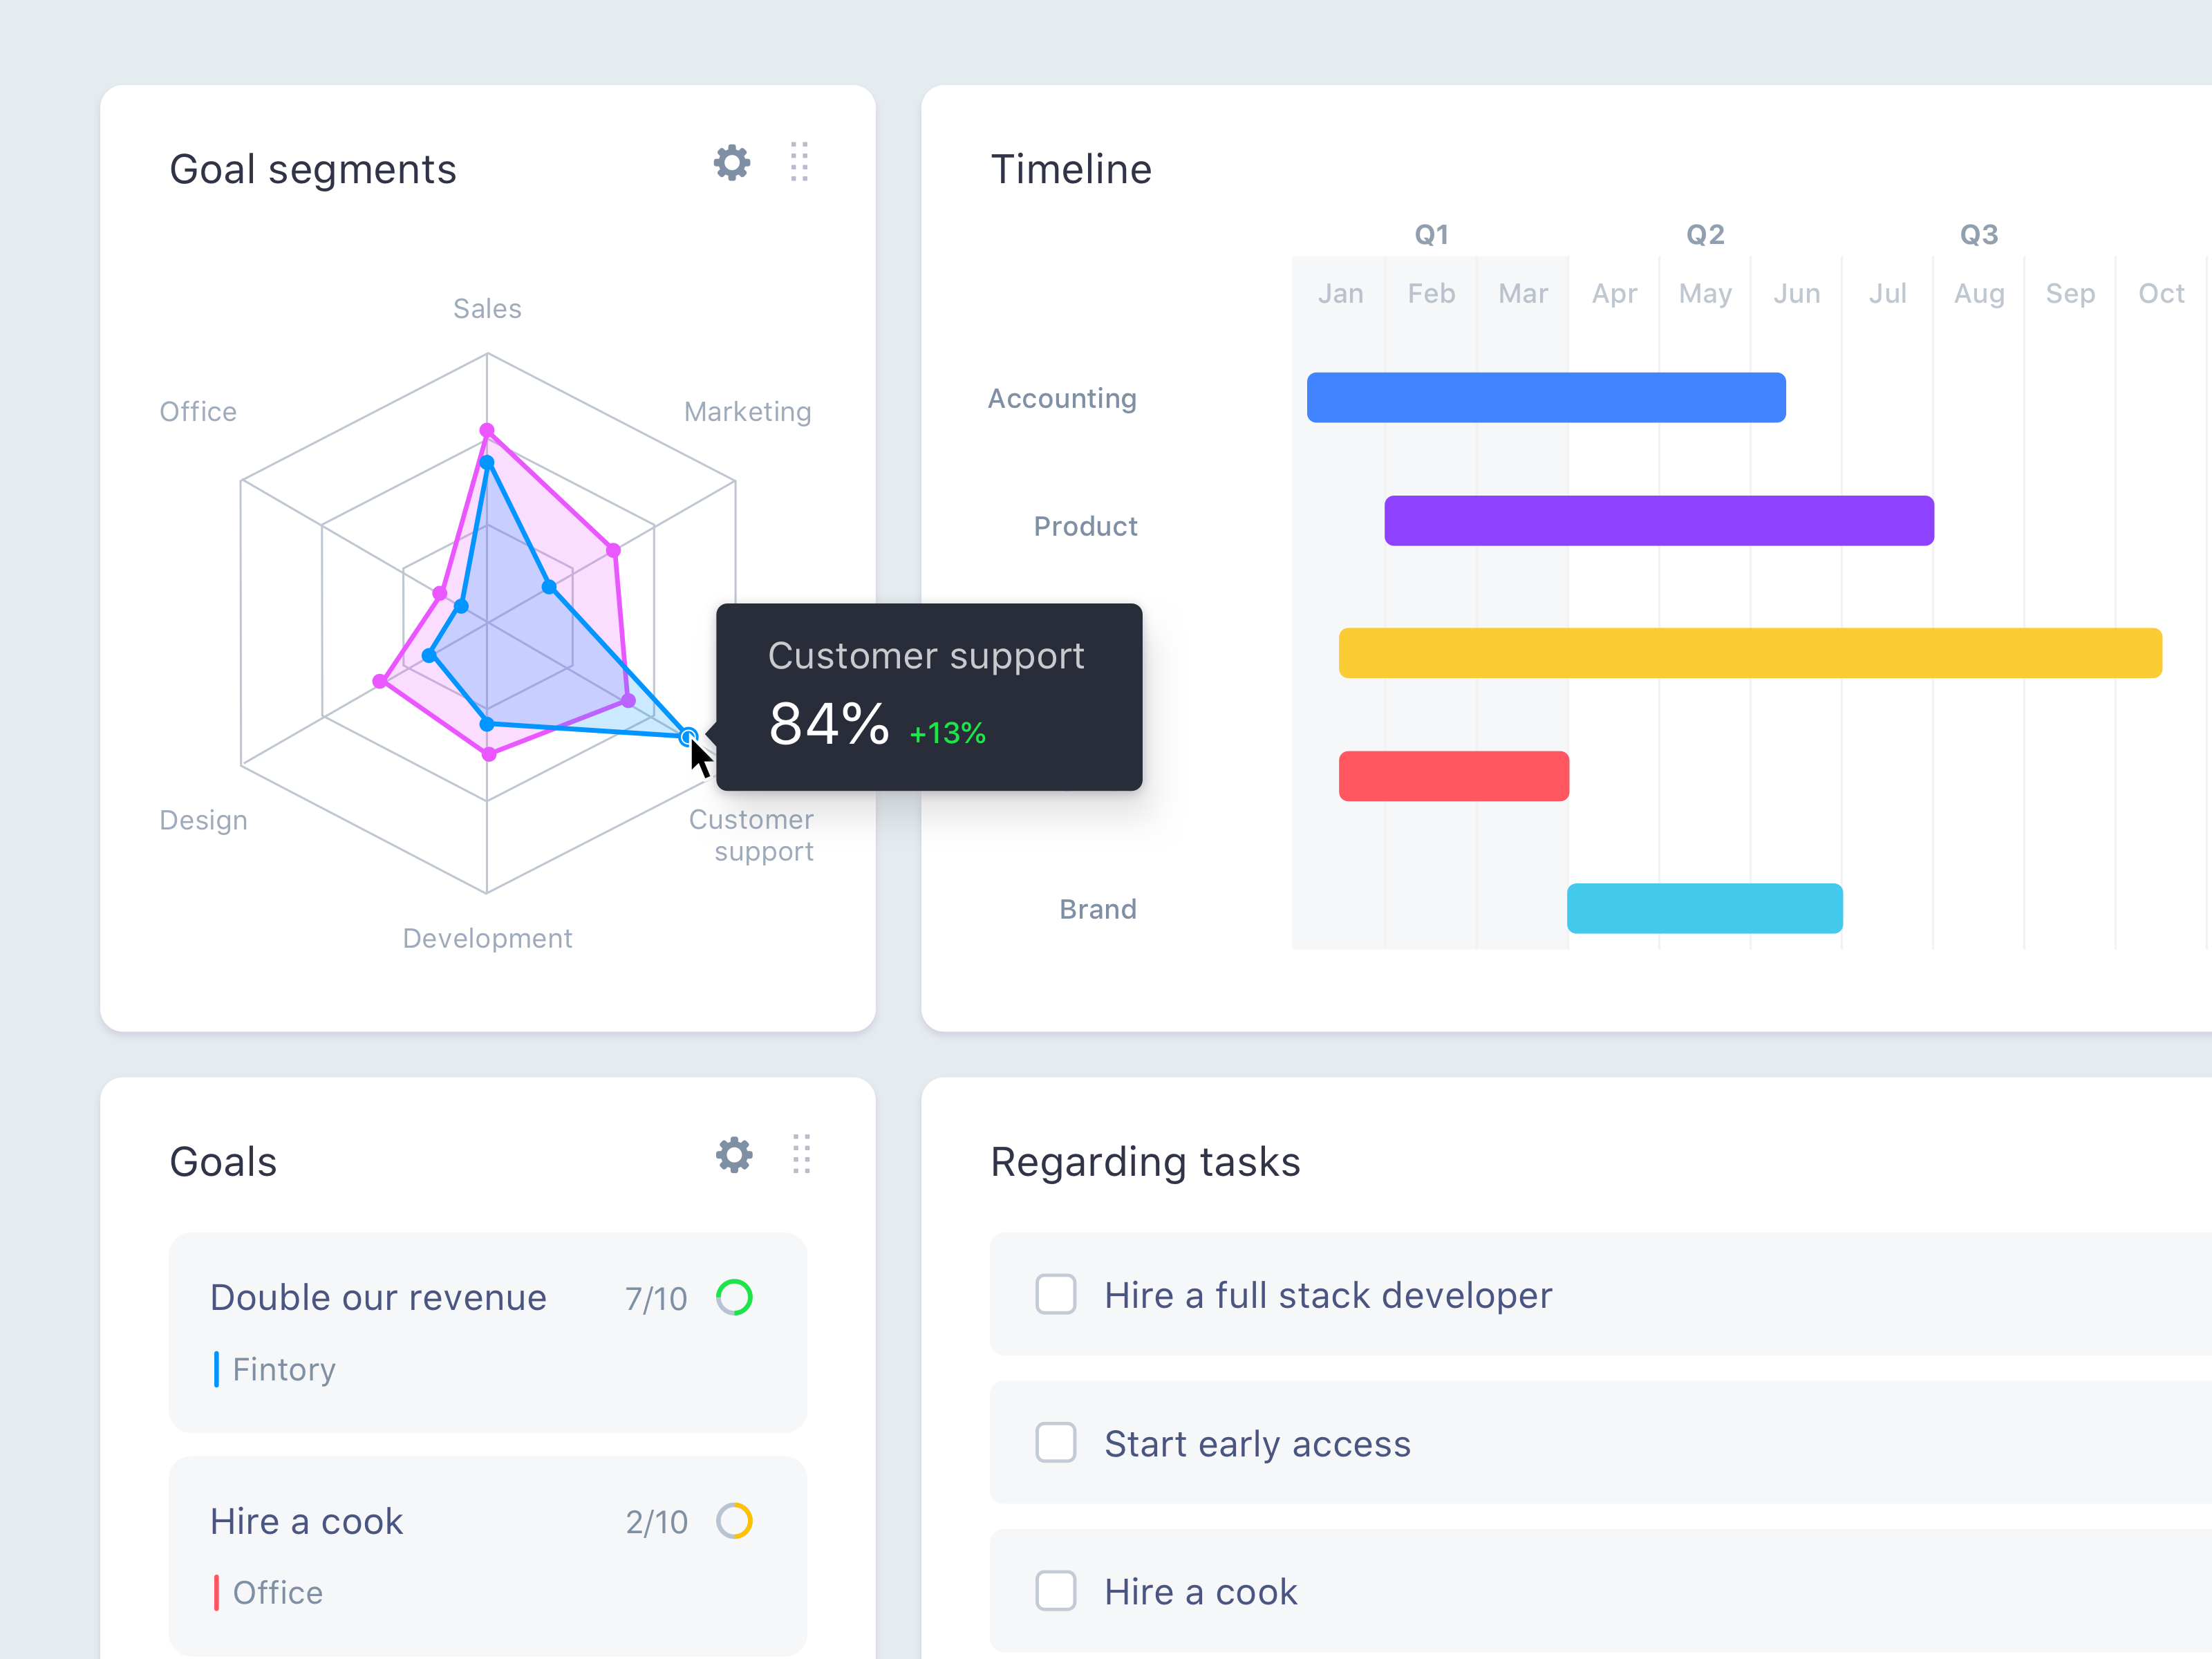 Goal segments
Sales
Office
Marketing
Design
Customer
support
Development
Customer support
84% +13%
Timeline
Q1 Q2 Q3
Jan Feb Mar Apr May Jun Jul Aug Sep Oct
Accounting
Product
Brand
Goals
Double our revenue 7/10
Fintory
Hire a cook 2/10
Office
Regarding tasks
Hire a full stack developer
Start early access
Hire a cook